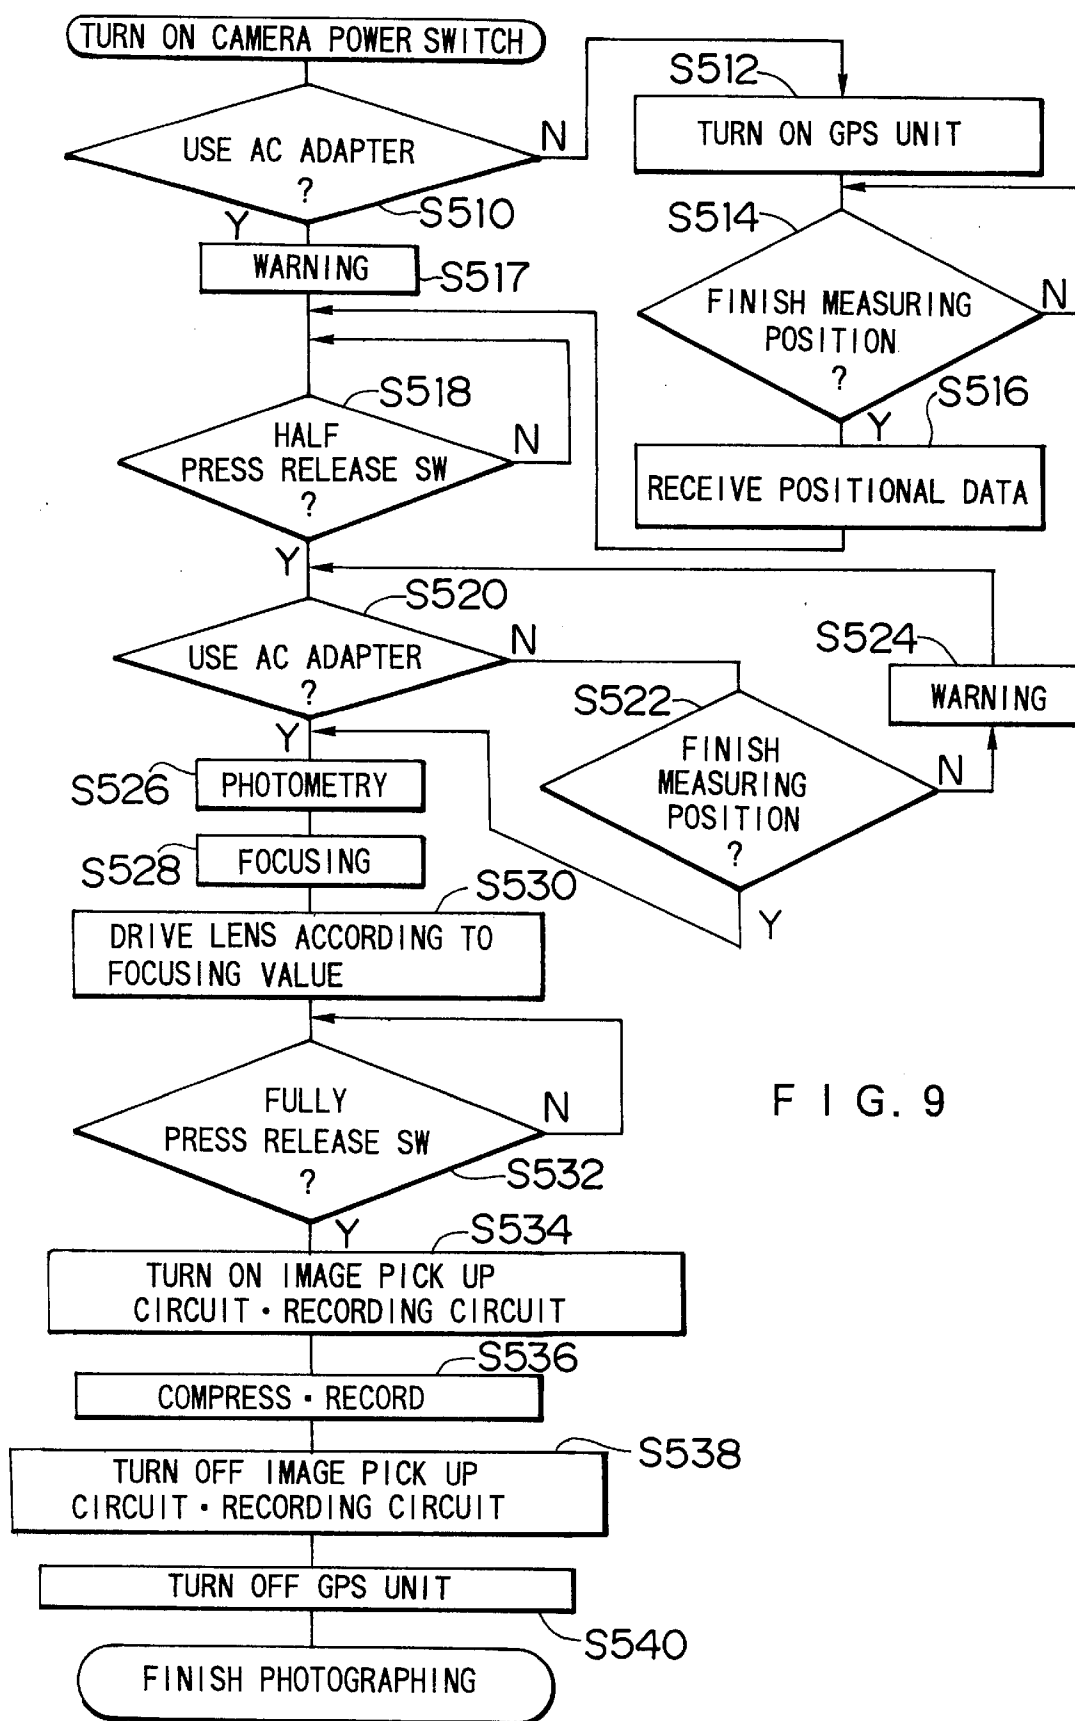 TURN ON CAMERA POWER SWITCH
S512
TURN ON GPS UNIT
N
USE AC ADAPTER
?
S510
Y
WARNING
S517
S514
FINISH MEASURING
POSITION
?
N
Y
S516
RECEIVE POSITIONAL DATA
S518
HALF
PRESS RELEASE SW
?
N
Y
S520
USE AC ADAPTER
?
N
Y
S524
WARNING
S522
FINISH
MEASURING
POSITION
?
N
Y
S526
PHOTOMETRY
S528
FOCUSING
S530
DRIVE LENS ACCORDING TO
FOCUSING VALUE
FULLY
PRESS RELEASE SW
?
N
S532
Y
FIG. 9
S534
TURN ON IMAGE PICK UP
CIRCUIT・RECORDING CIRCUIT
S536
COMPRESS・RECORD
S538
TURN OFF IMAGE PICK UP
CIRCUIT・RECORDING CIRCUIT
TURN OFF GPS UNIT
S540
FINISH PHOTOGRAPHING